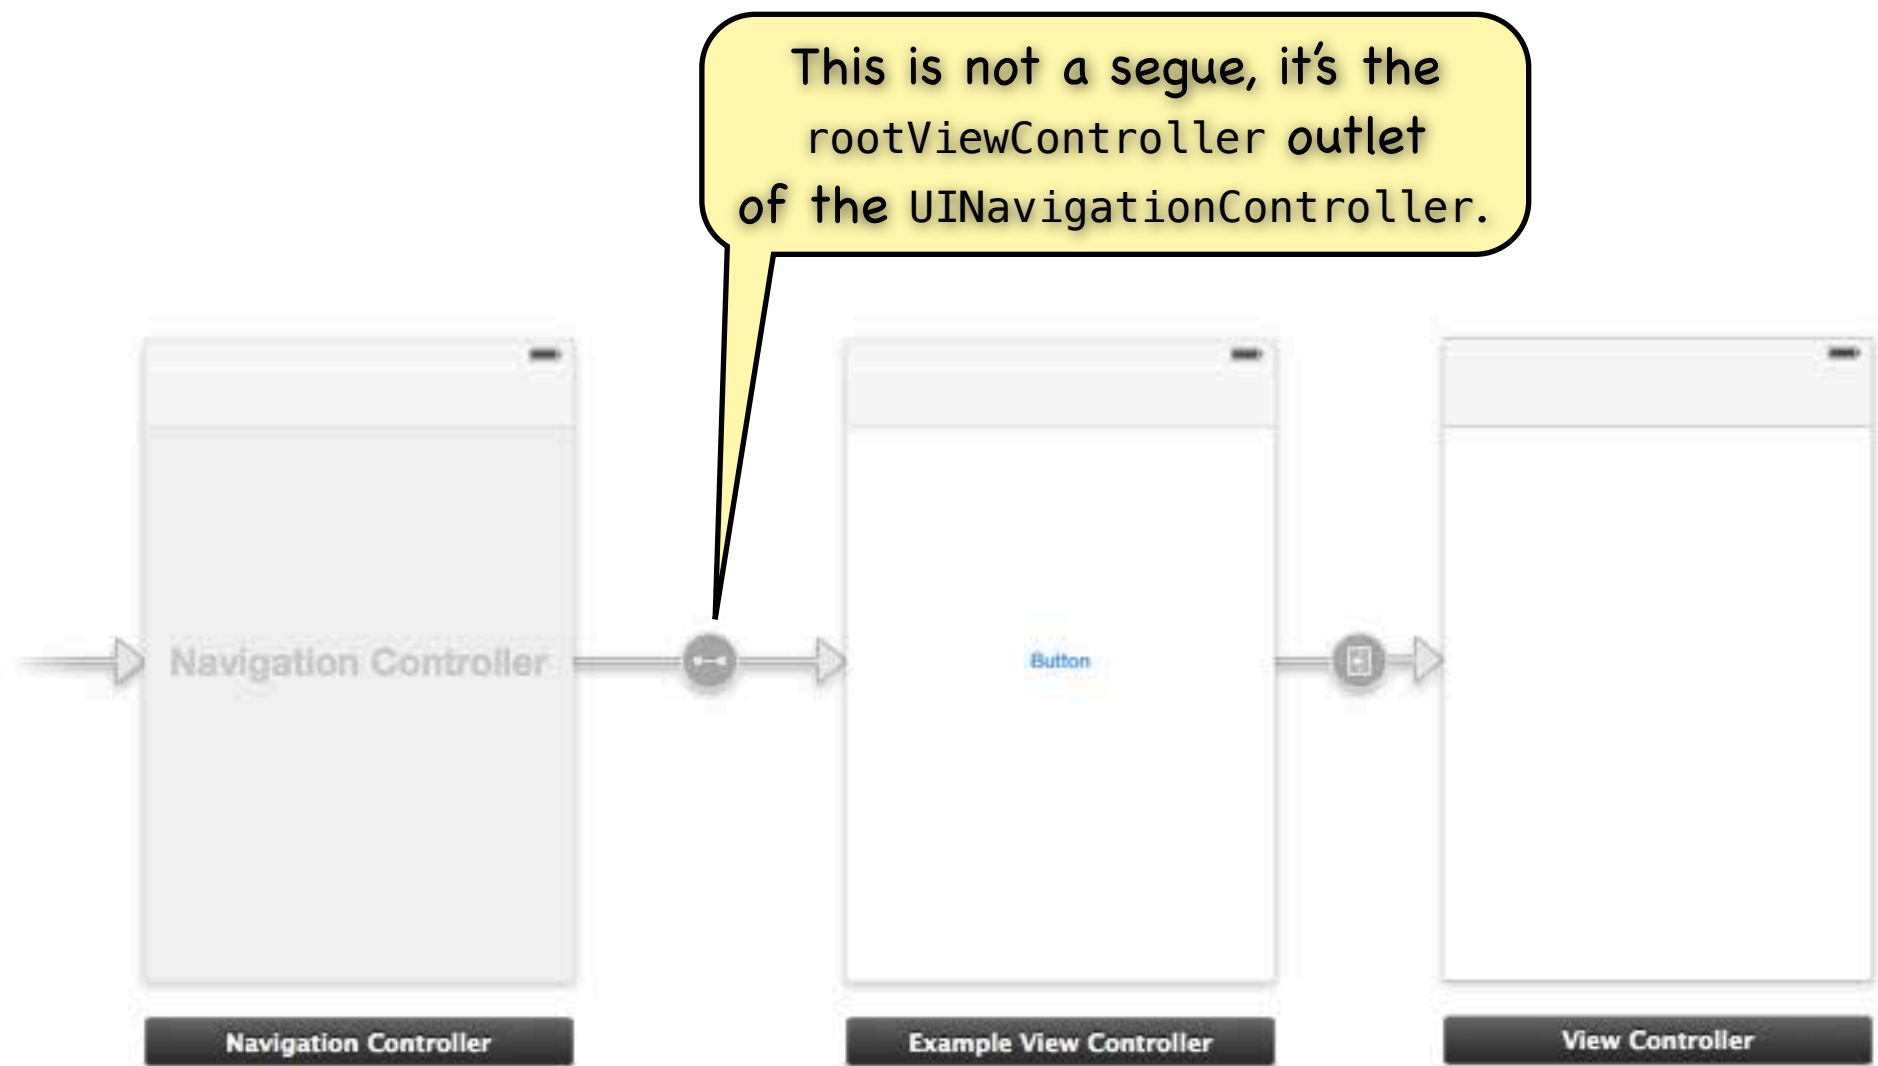 This is not a segue, it's the
rootViewController outlet
of the UINavigationController.
Navigation Controller
Button
Navigation Controller
Example View Controller
View Controller